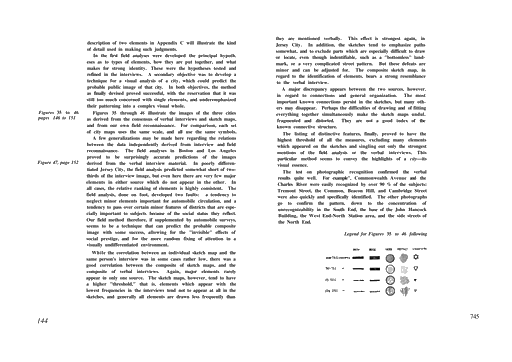 description of two elements in Appendix C will illustrate the kind
of detail used in making such judgments.
In the first field analyses were developed the principal hypoth-
eses as to types of elements, how they are put together, and what
makes for strong identity. These were the hypotheses tested and
refined in the interviews. A secondary objective was to develop a
technique for a visual analysis of a city, which could predict the
probable public image of that city. In both objectives, the method
as finally devised proved successful, with the reservation that it was
still too much concerned with single elements, and underemphasized
their patterning into a complex visual whole.
Figures 35 to 46
pages 146 to 151
Figures 35 through 46 illustrate the images of the three cities
as derived from the consensus of verbal interviews and sketch maps,
and from our own field reconnaissance. For comparison, each set
of city maps uses the same scale, and all use the same symbols.
A few generalizations may be made here regarding the relations
between the data independently derived from interview and field
reconnaissance. The field analyses in Boston and Los Angeles
Figure 47, page 152
proved to be surprisingly accurate predictions of the images
derived from the verbal interview material. In poorly differen-
tiated Jersey City, the field analysis predicted somewhat short of two-
thirds of the interview image, but even here there are very few major
elements in either source which do not appear in the other. In
all cases, the relative ranking of elements is highly consistent. The
field analysis, done on foot, developed two faults: a tendency to
neglect minor elements important for automobile circulation, and a
tendency to pass over certain minor features of districts that are espe-
cially important to subjects because of the social status they reflect.
Our field method therefore, if supplemented by automobile surveys,
seems to be a technique that can predict the probable composite
image with some success, allowing for the "invisible" effects of
social prestige, and for the more random fixing of attention in a
visually undifferentiated environment.
While the correlation between an individual sketch map and the
same person's interview was in some cases rather low, there was a
good correlation between the composite of sketch maps, and the
composite of verbal interviews. Again, major elements rarely
appear in only one source. The sketch maps, however, tend to have
a higher "threshold," that is, elements which appear with the
lowest frequencies in the interviews tend not to appear at all in the
sketches, and generally all elements are drawn less frequently than
144
they are mentioned verbally. This effect is strongest again, in
Jersey City. In addition, the sketches tend to emphasize paths
somewhat, and to exclude parts which are especially difficult to draw
or locate, even though indentifiable, such as a "bottomless" land-
mark, or a very complicated street pattern. But these defeats are
minor and can be adjusted for. The composite sketch map, in
regard to the identification of elements, bears a strong resemblance
to the verbal interview.
A major discrepancy appears between the two sources, however,
in regard to connections and general organization. The most
important known connections persist in the sketches, but many oth-
ers may disappear. Perhaps the difficulties of drawing and of fitting
everything together simultaneously make the sketch maps useful,
fragmented and distorted. They are not a good index of the
known connective structure.
The listing of distinctive features, finally, proved to have the
highest threshold of all the measures, excluding many elements
which appeared on the sketches and singling out only the strongest
mentions of the field analysis or the verbal interviews. This
particular method seems to convey the highlights of a city—its
visual essence.
The test on photographic recognition confirmed the verbal
results quite well. For example, Commonwealth Avenue and the
Charles River were easily recognized by over 90 % of the subjects:
Tremont Street, the Common, Beacon Hill, and Cambridge Street
were also quickly and specifically identified. The other photographs
go to confirm the pattern, down to the concentration of
unrecognizability in the South End, the base of the John Hancock
Building, the West End-North Station area, and the side streets of
the North End.
Legend for Figures 35 to 46 following
745